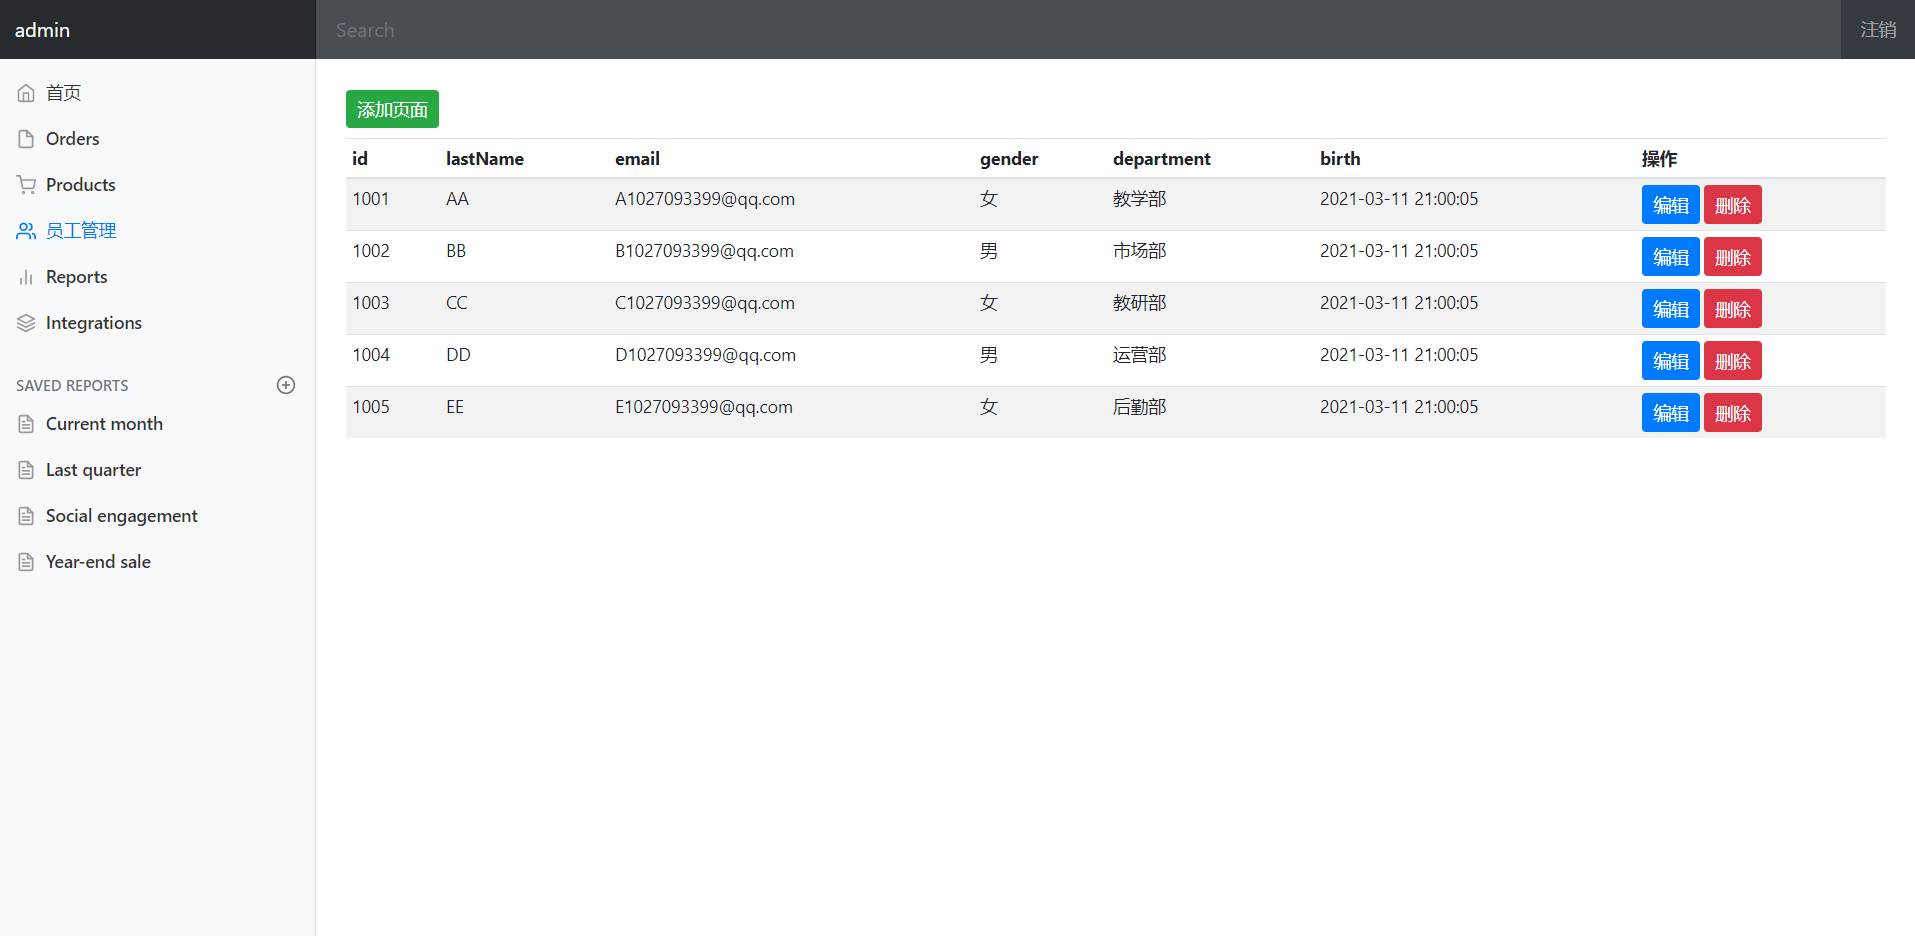 admin
Search
注销
首页
Orders
Products
员工管理
Reports
Integrations
SAVED REPORTS
Current month
Last quarter
Social engagement
Year-end sale
添加页面
id lastName email gender department birth 操作
1001 AA A1027093399@qq.com 女 教学部 2021-03-11 21:00:05 编辑 删除
1002 BB B1027093399@qq.com 男 市场部 2021-03-11 21:00:05 编辑 删除
1003 CC C1027093399@qq.com 女 教研部 2021-03-11 21:00:05 编辑 删除
1004 DD D1027093399@qq.com 男 运营部 2021-03-11 21:00:05 编辑 删除
1005 EE E1027093399@qq.com 女 后勤部 2021-03-11 21:00:05 编辑 删除